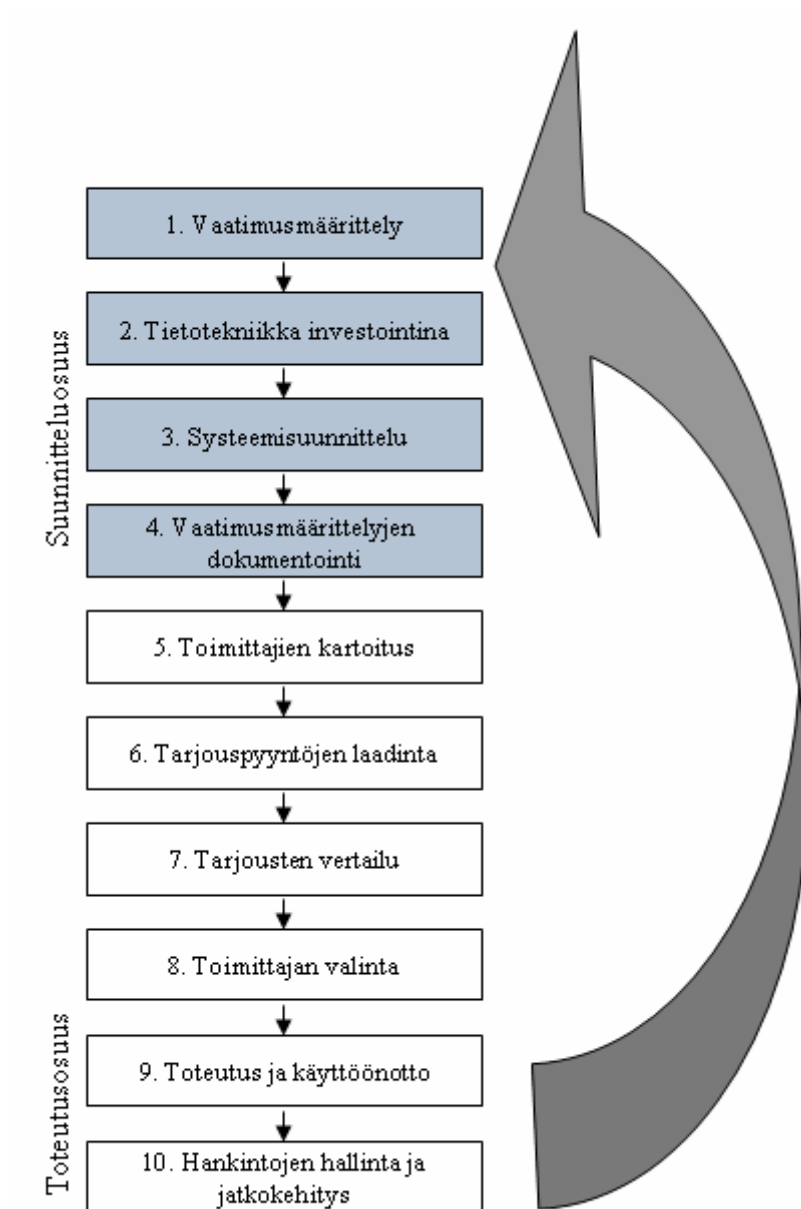 1. Vaatimusmäärittely
2. Tietotekniikka investointina
3. Systeemisuunnittelu
4. Vaatimusmäärittelyjen
dokumentointi
5. Toimittajien kartoitus
6. Tarjouspyyntöjen laadinta
7. Tarjousten vertailu
8. Toimittajan valinta
9. Toteutus ja käyttöönotto
10. Hankintojen hallinta ja
jatkokehitys
Suunnitteluosuus
Toteutusosuus